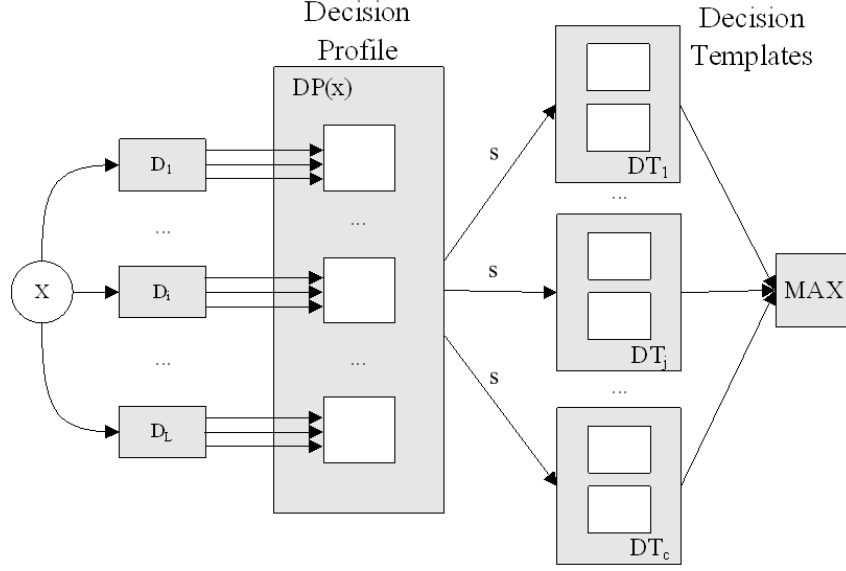 Decision
Profile
Decision
Templates
DP(x)
X
D1
...
Di
...
DL
...
...
s
s
s
DT1
...
DTj
...
DTc
MAX